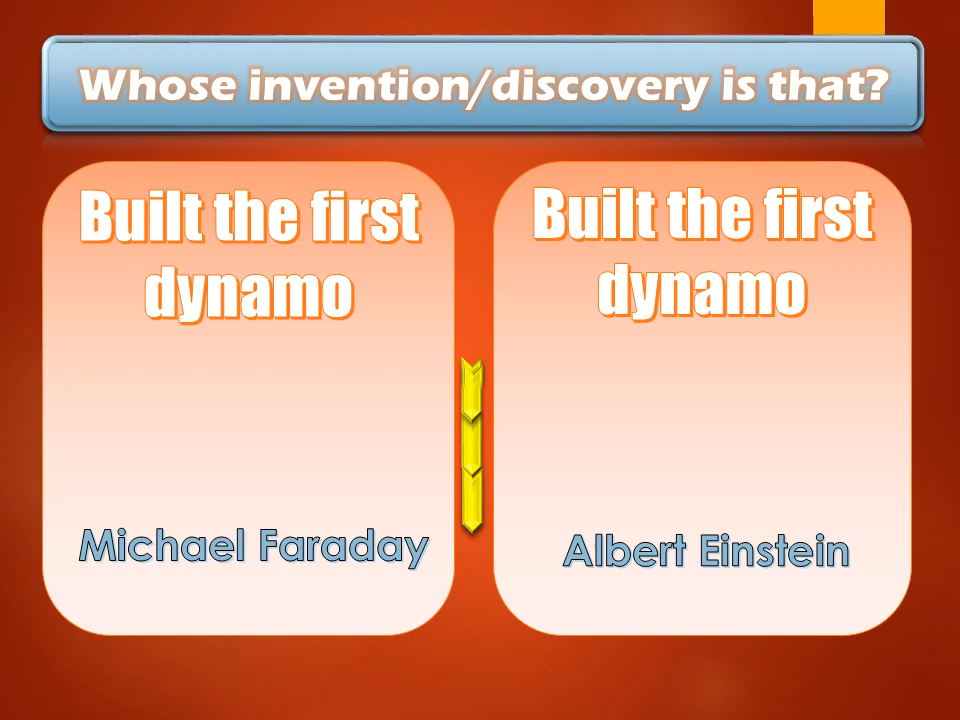 Whose invention/discovery is that?
Built the first
dynamo
Michael Faraday
Built the first
dynamo
Albert Einstein